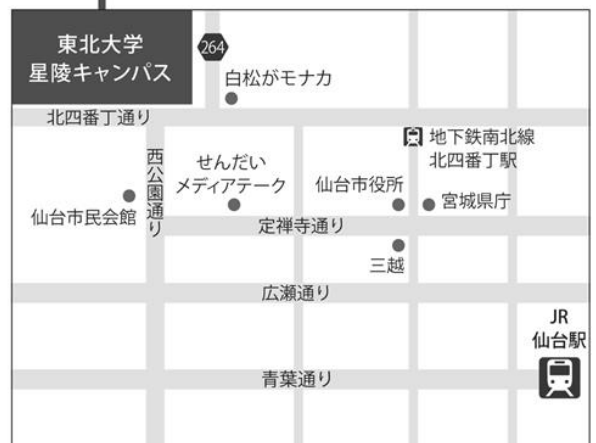 東北大学
星陵キャンパス
264
白松がモナカ
北四番丁通り
地下鉄南北線
北四番丁駅
西公園通り
せんだい
メディアテーク
仙台市役所
宮城県庁
仙台市民会館
定禅寺通り
三越
広瀬通り
JR
仙台駅
青葉通り